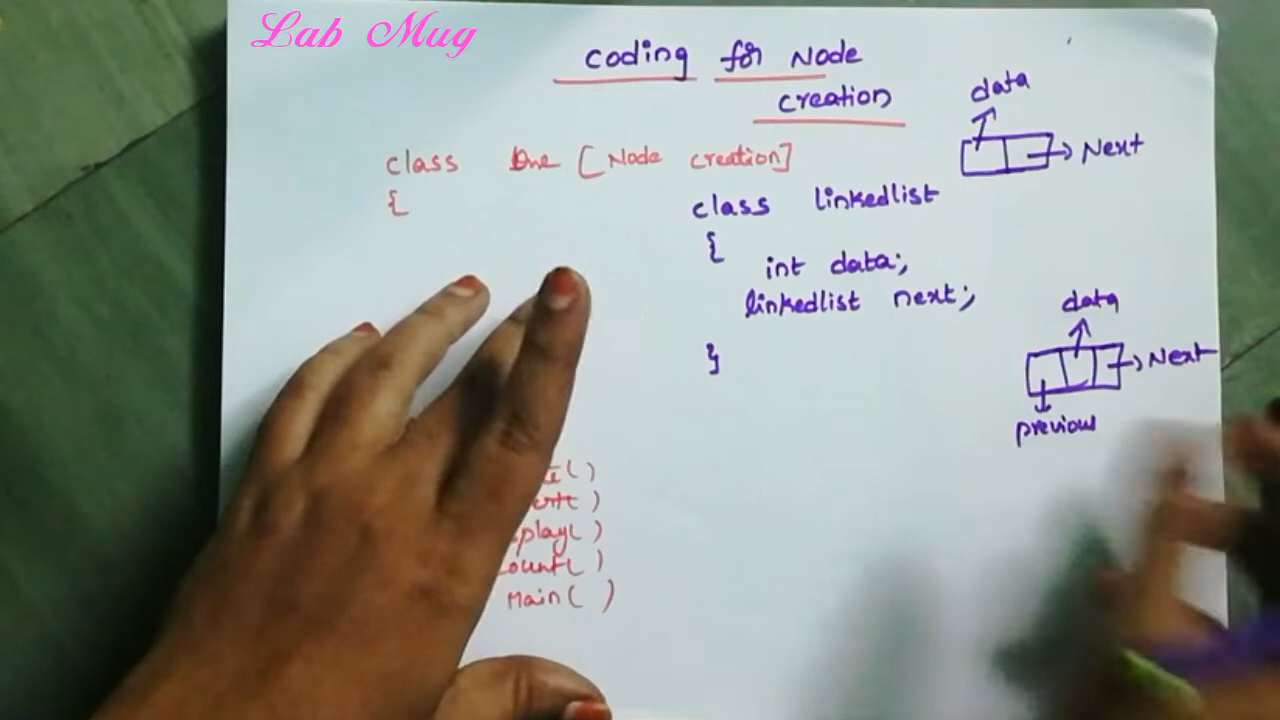 Lab Mug
Coding for Node
creation
data
Next
class One [Node creation]
{
class linkedlist
{
int data;
linkedlist next;
}
data
Next
previous
count( )
Main( )